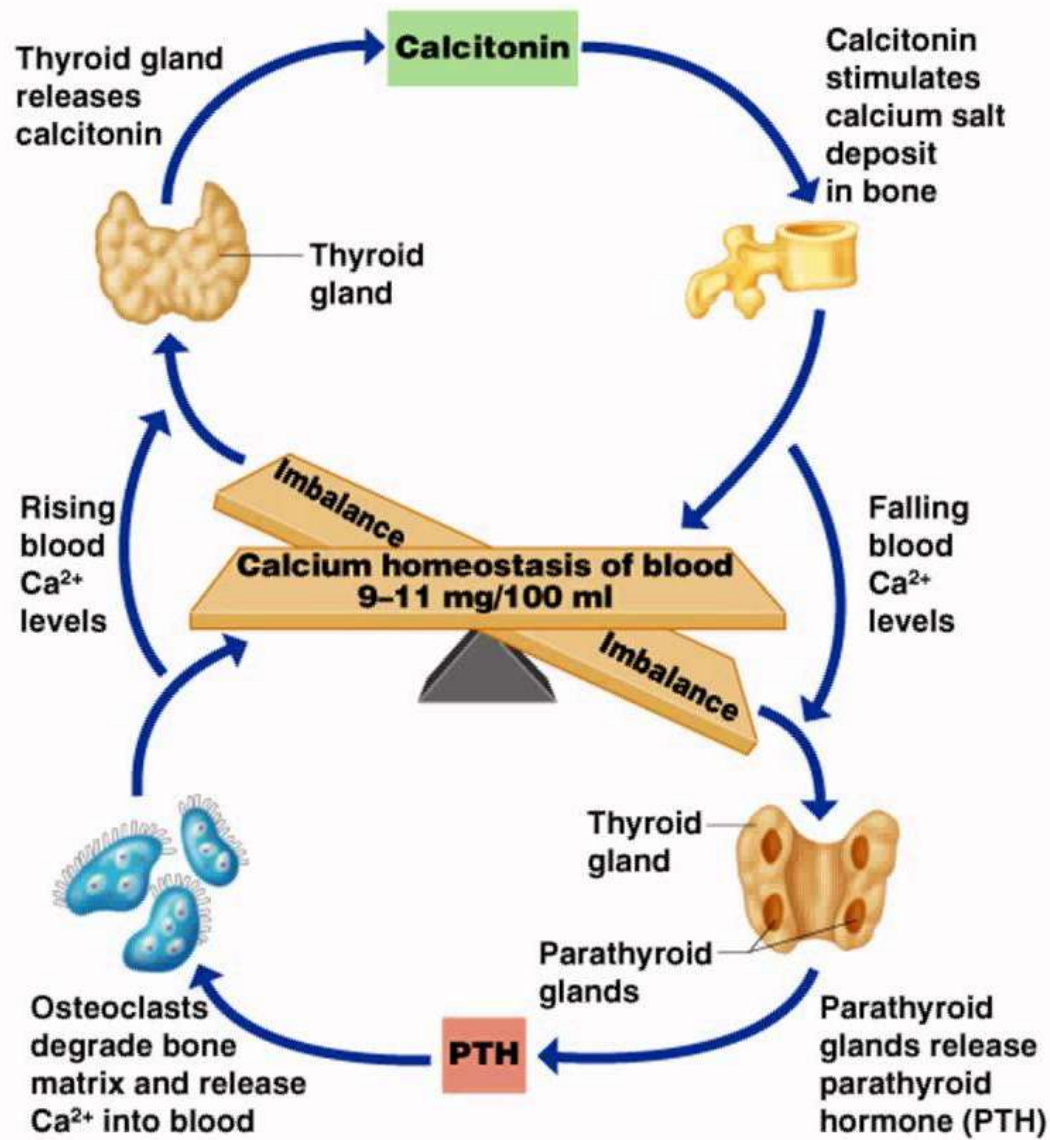 Calcitonin
Thyroid gland
releases
calcitonin
Calcitonin
stimulates
calcium salt
deposit
in bone
Thyroid
gland
Imbalance
Rising
blood
Ca²⁺
levels
Calcium homeostasis of blood
9–11 mg/100 ml
Falling
blood
Ca²⁺
levels
Imbalance
Thyroid
gland
Parathyroid
glands
Osteoclasts
degrade bone
matrix and release
Ca²⁺ into blood
PTH
Parathyroid
glands release
parathyroid
hormone (PTH)